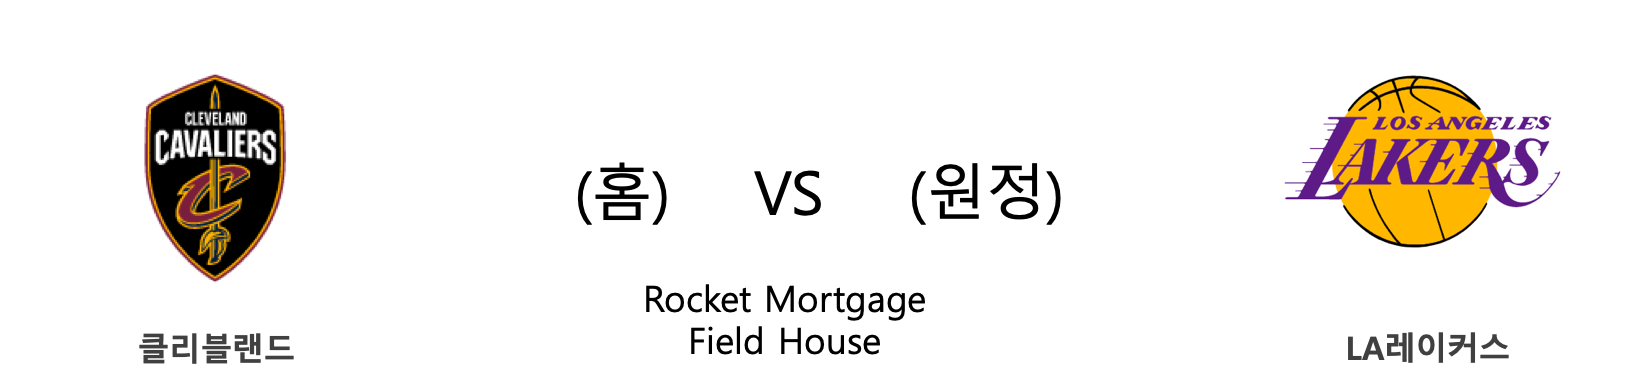 CLEVELAND
CAVALIERS
LOS ANGELES
LAKERS
(홈) VS (원정)
Rocket Mortgage
Field House
클리블랜드
LA레이커스